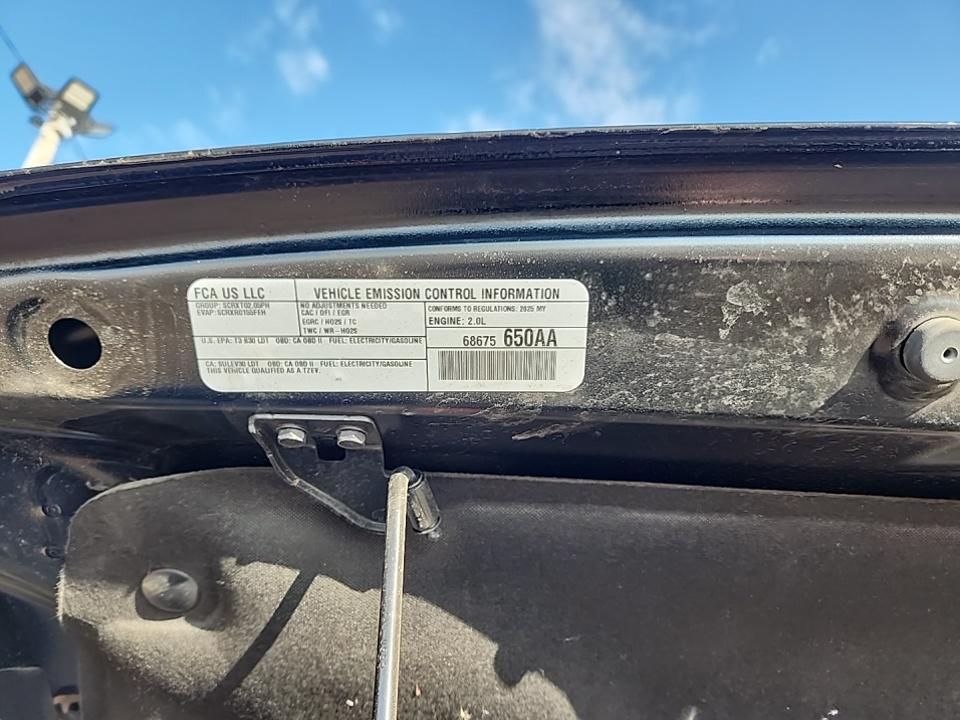 FCA US LLC
VEHICLE EMISSION CONTROL INFORMATION
GROUP: SCRXT02.05PH
EVAP: SCRXR0155FEH
NO ADJUSTMENTS NEEDED
CAC / DFI / EGR
EGRC / HO2S / TC
TWC / WR-HO2S
CONFORMS TO REGULATIONS: 2025 MY
ENGINE: 2.0L
U.S. EPA: T3 B30 LDT OBD: CA OBD II FUEL: ELECTRICITY/GASOLINE
68675 650AA
CA: SULEV30 LDT OBD: CA OBD II FUEL: ELECTRICITY/GASOLINE
THIS VEHICLE QUALIFIED AS A TZEV.